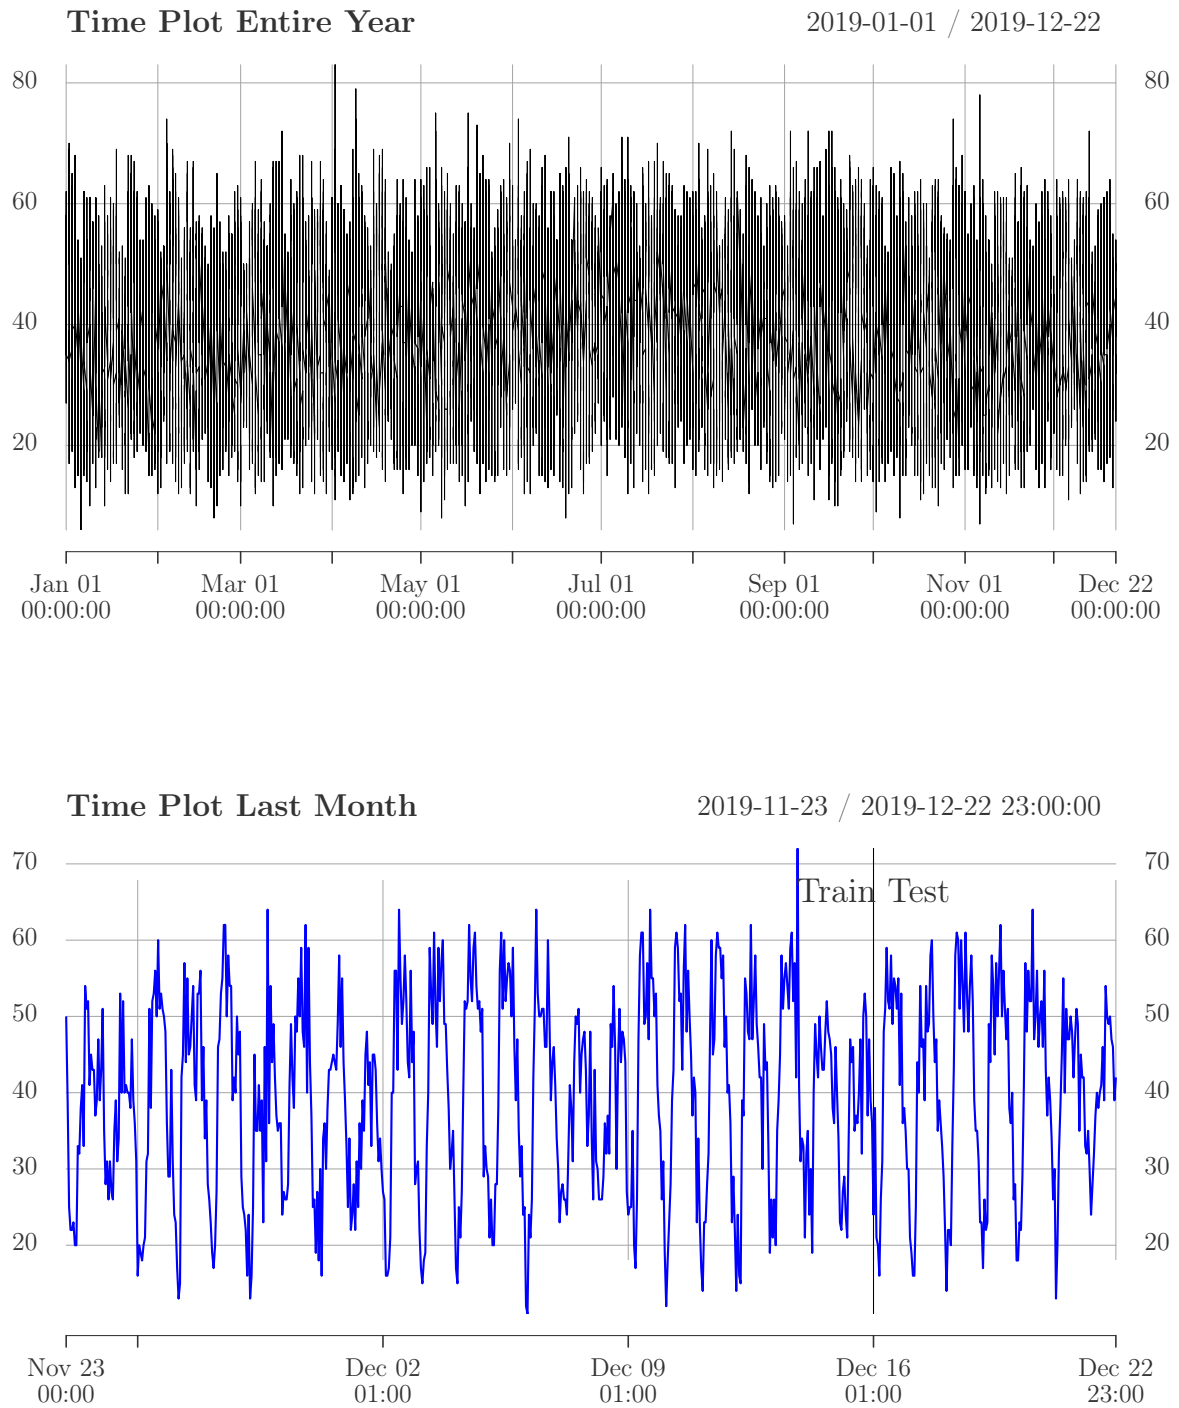 Time Plot Entire Year 2019-01-01 / 2019-12-22
80 80
60 60
40 40
20 20
Jan 01 Mar 01 May 01 Jul 01 Sep 01 Nov 01 Dec 22
00:00:00 00:00:00 00:00:00 00:00:00 00:00:00 00:00:00 00:00:00
Time Plot Last Month 2019-11-23 / 2019-12-22 23:00:00
70 70
Train Test
60 60
50 50
40 40
30 30
20 20
Nov 23 Dec 02 Dec 09 Dec 16 Dec 22
00:00 01:00 01:00 01:00 23:00